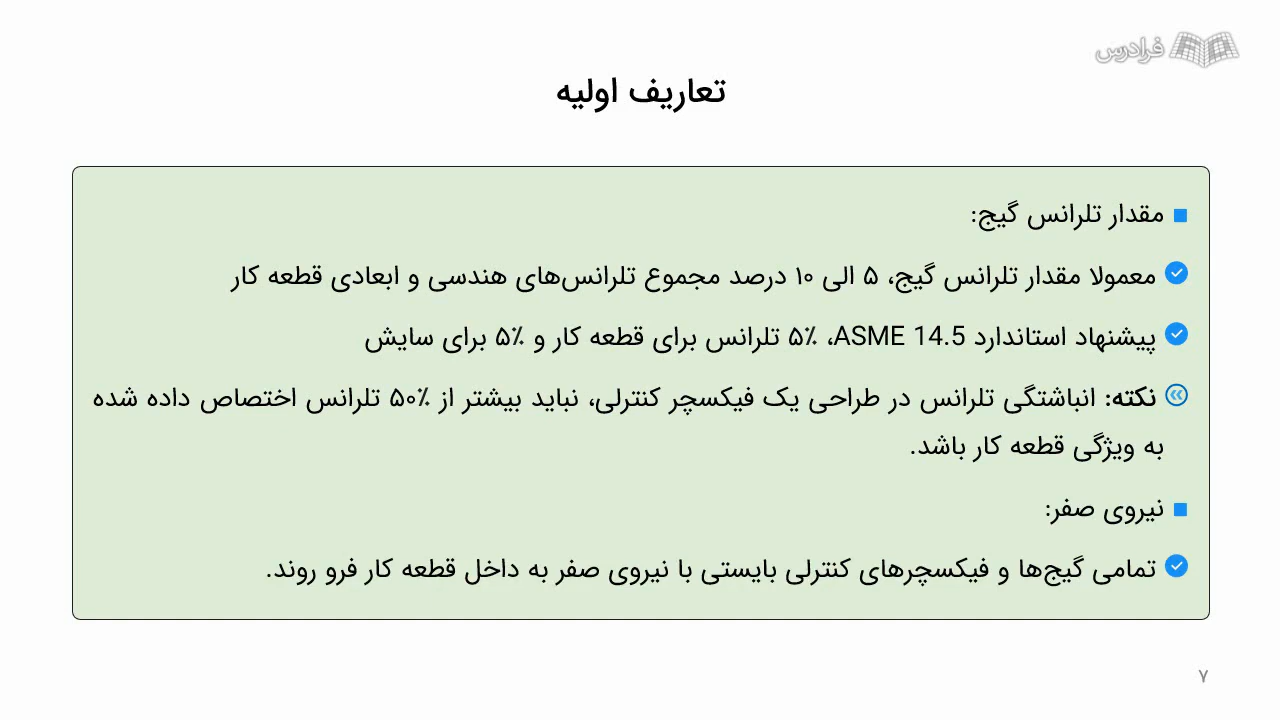 فرادرس
تعاریف اولیه
مقدار تلرانس گیج:
معمولا مقدار تلرانس گیج، ۵ الی ۱۰ درصد مجموع تلرانس‌های هندسی و ابعادی قطعه کار
پیشنهاد استاندارد ASME 14.5، ۵٪ تلرانس برای قطعه کار و ۵٪ برای سایش
نکته: انباشتگی تلرانس در طراحی یک فیکسچر کنترلی، نباید بیشتر از ۵۰٪ تلرانس اختصاص داده شده
به ویژگی قطعه کار باشد.
نیروی صفر:
تمامی گیج‌ها و فیکسچرهای کنترلی بایستی با نیروی صفر به داخل قطعه کار فرو روند.
۷